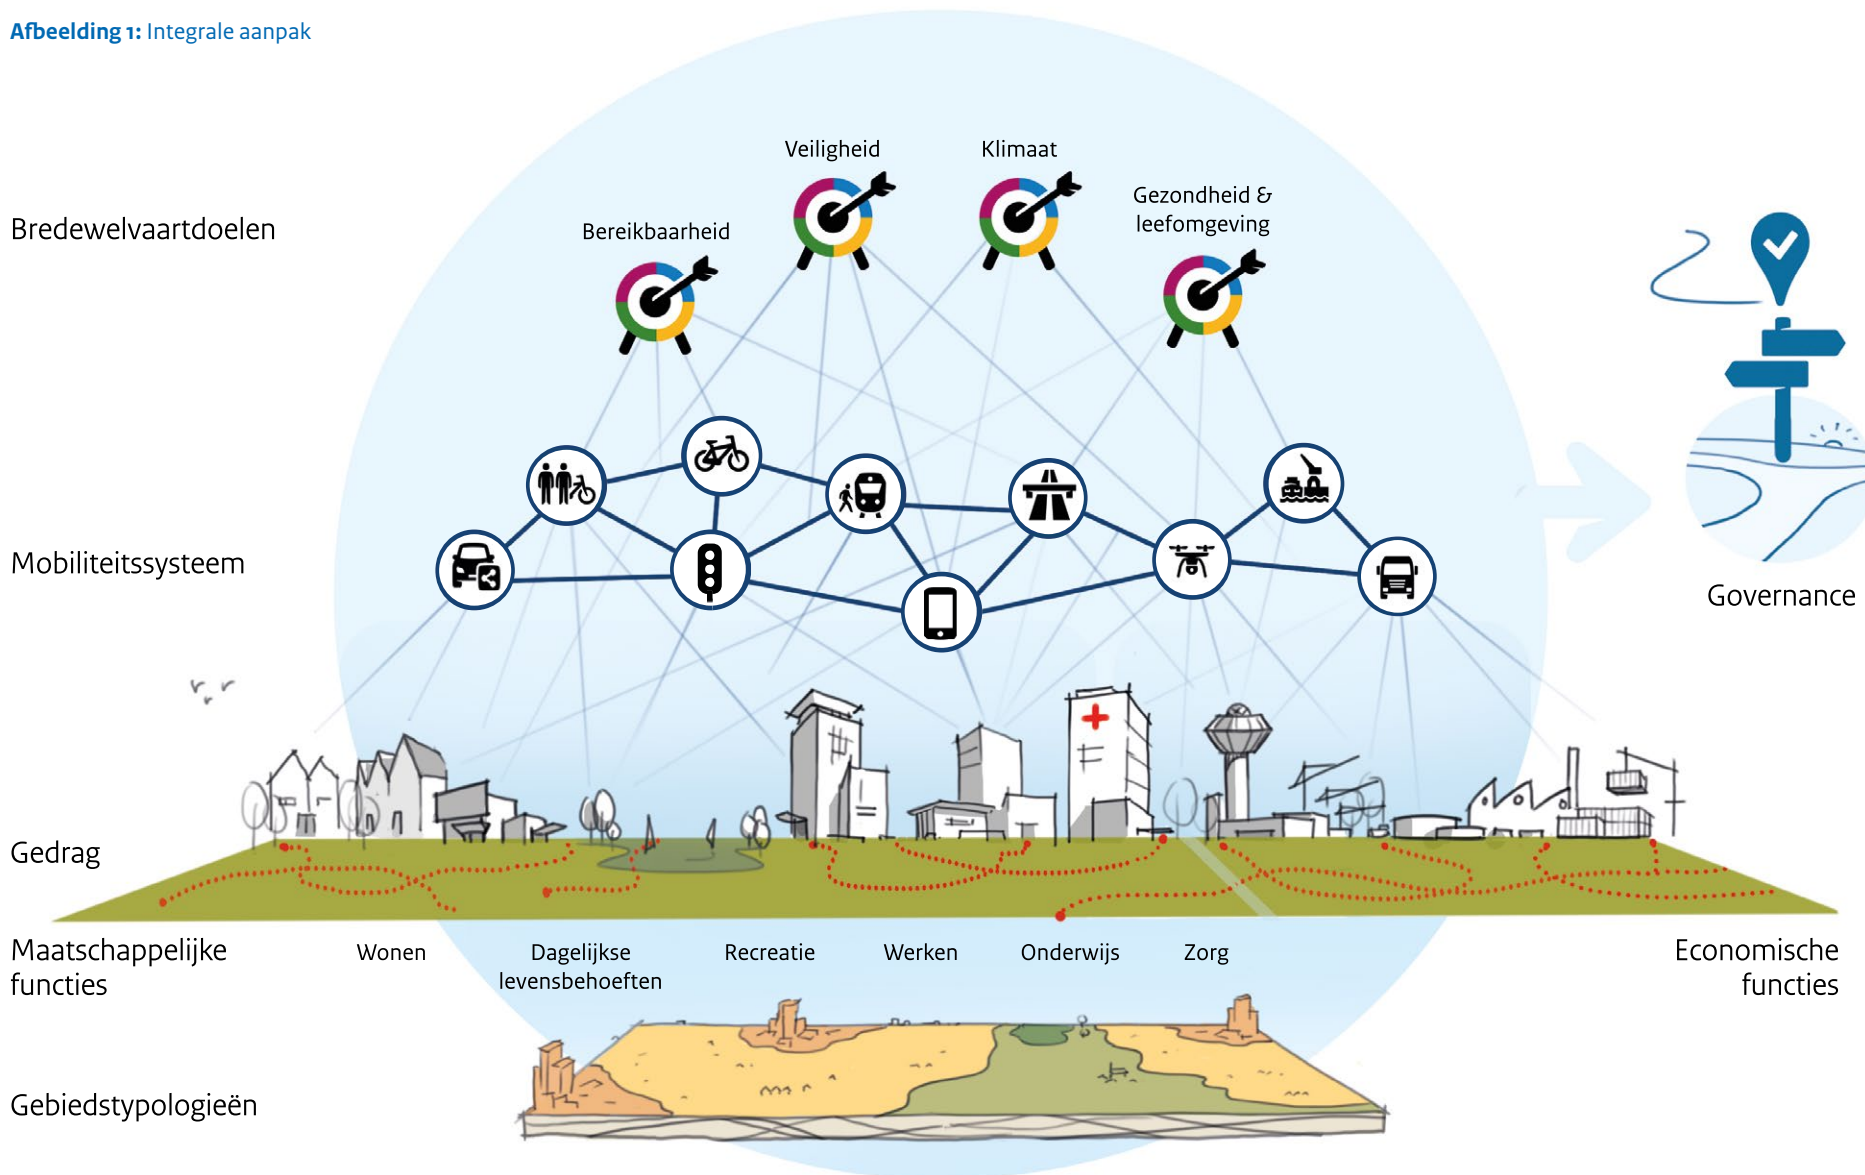 Afbeelding 1: Integrale aanpak
Veiligheid
Klimaat
Gezondheid &
leefomgeving
Bredewelvaartdoelen
Bereikbaarheid
Mobiliteitssysteem
Governance
Gedrag
Maatschappelijke
functies
Wonen
Dagelijkse
levensbehoeften
Recreatie
Werken
Onderwijs
Zorg
Economische
functies
Gebiedstypologieën